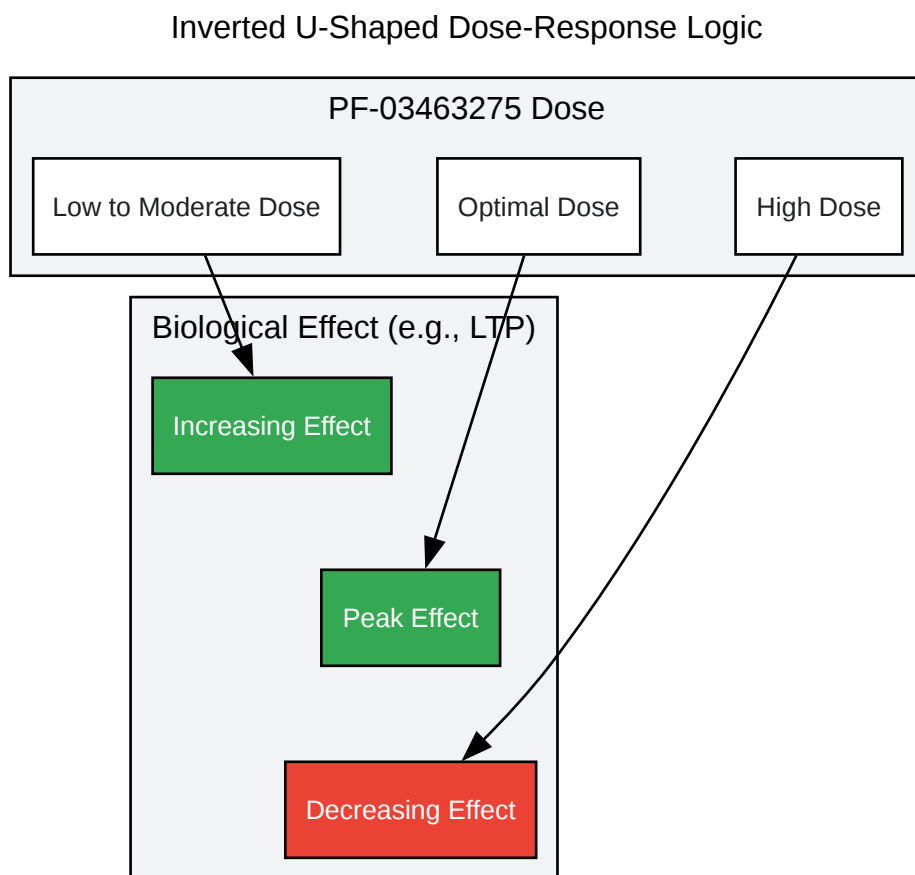 Inverted U-Shaped Dose-Response Logic
PF-03463275 Dose
Low to Moderate Dose
Optimal Dose
High Dose
Biological Effect (e.g., LTP)
Increasing Effect
Peak Effect
Decreasing Effect